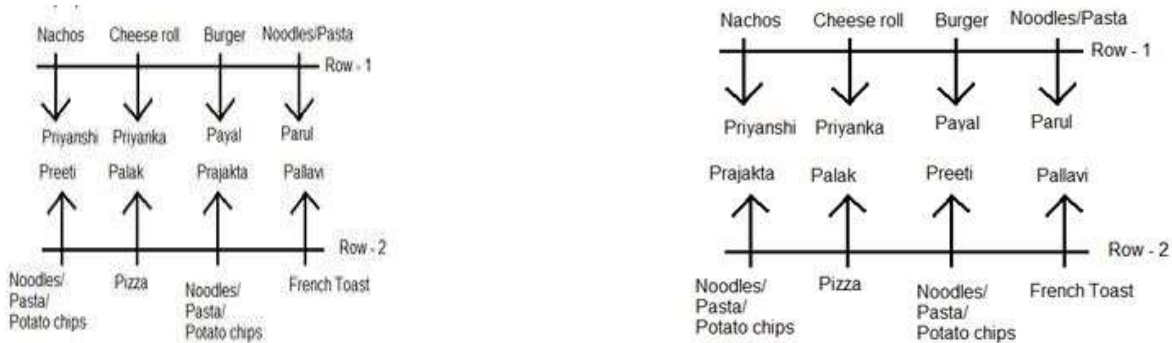 Nachos Cheese roll Burger Noodles/Pasta
Row - 1
Priyanshi Priyanka Payal Parul
Preeti Palak Prajakta Pallavi
Row - 2
Noodles/ Pizza Noodles/ French Toast
Pasta/ Pasta/
Potato chips Potato chips
Nachos Cheese roll Burger Noodles/Pasta
Row - 1
Priyanshi Priyanka Payal Parul
Prajakta Palak Preeti Pallavi
Row - 2
Noodles/ Pizza Noodles/ French Toast
Pasta/ Pasta/
Potato chips Potato chips